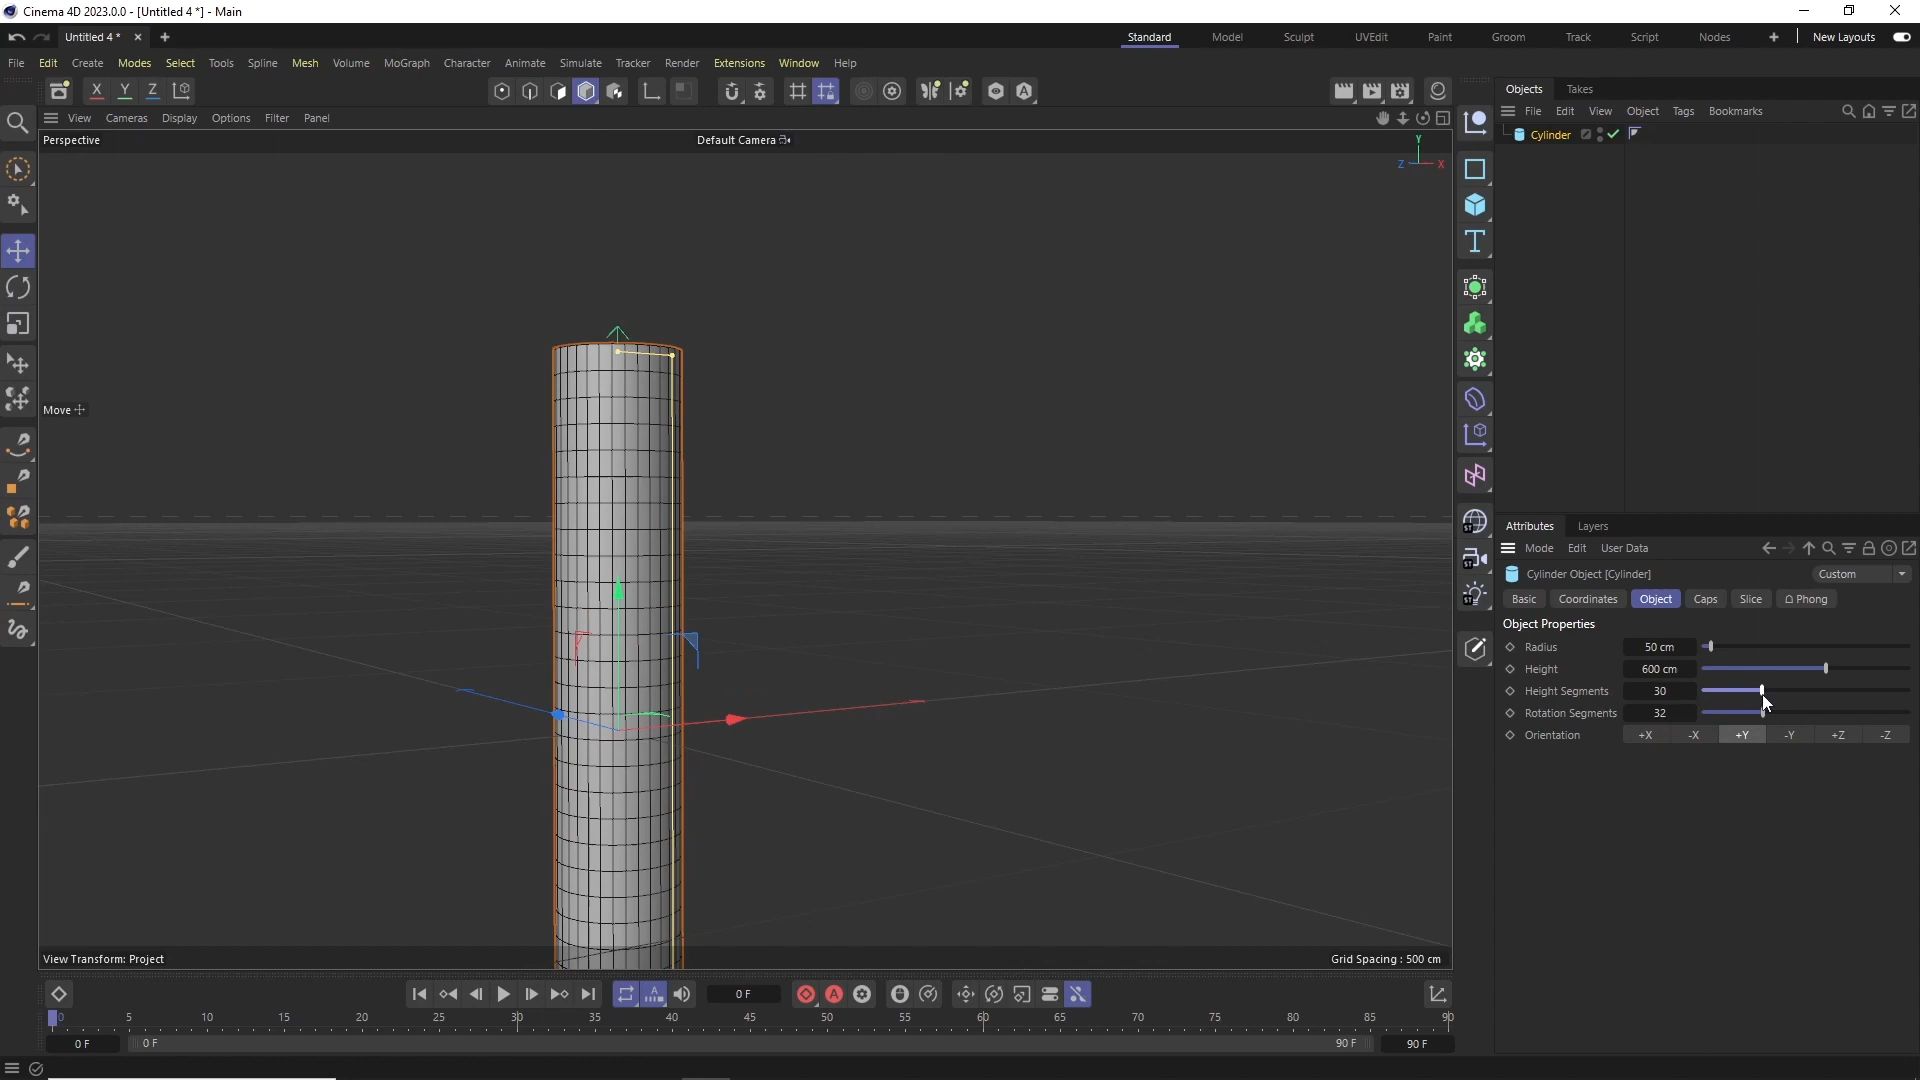 Cinema 4D 2023.0.0 - [Untitled 4 *] - Main
Untitled 4 *
Standard Model Sculpt UVEdit Paint Groom Track Script Nodes New Layouts
File Edit Create Modes Select Tools Spline Mesh Volume MoGraph Character Animate Simulate Tracker Render Extensions Window Help
X Y Z
Objects Takes
File Edit View Object Tags Bookmarks
View Cameras Display Options Filter Panel
Cylinder
Perspective
Default Camera
Y
Z X
Move
Attributes Layers
Mode Edit User Data
Cylinder Object [Cylinder]
Custom
Basic Coordinates Object Caps Slice Phong
Object Properties
Radius 50 cm
Height 600 cm
Height Segments 30
Rotation Segments 32
Orientation +X -X +Y -Y +Z -Z
View Transform: Project
Grid Spacing : 500 cm
0 F
0 5 10 15 20 25 30 35 40 45 50 55 60 65 70 75 80 85 90
0 F 0 F 90 F 90 F